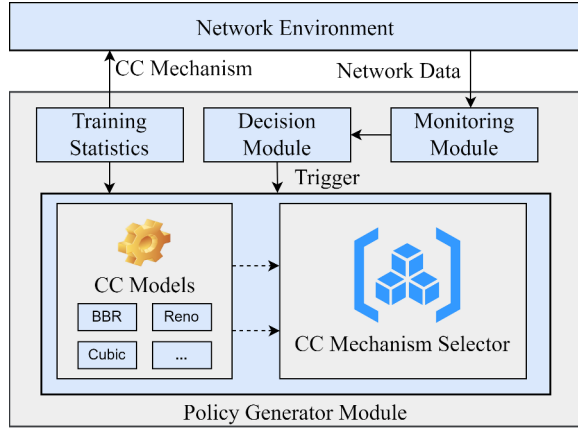 Network Environment
CC Mechanism
Network Data
Training
Statistics
Decision
Module
Monitoring
Module
Trigger
CC Models
BBR
Reno
Cubic
...
CC Mechanism Selector
Policy Generator Module